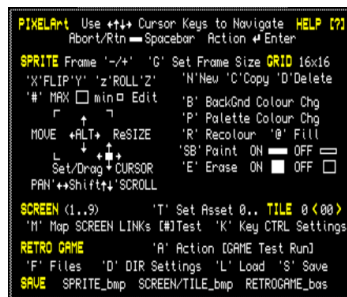 PIXELArt Use ←↑↓→ Cursor Keys to Navigate HELP [?]
Abort/Rtn — Spacebar Action ↵ Enter
SPRITE Frame '-/+' 'G' Set Frame Size GRID 16x16
'X'FLIP'Y' 'z'ROLL'Z' 'N'New 'C'Copy 'D'Delete
'#' MAX □ min □ Edit
'B' BackGnd Colour Chg
'P' Palette Colour Chg
MOVE ←ALT→ ReSIZE 'R' Recolour '@' Fill
'SB' Paint ON OFF
Set/Drag CURSOR 'E' Erase ON OFF
PAN'↔Shift↑↓'SCROLL
SCREEN (1..9) 'T' Set Asset 0.. TILE 0 <00>
'M' Map SCREEN LINKs [#]Test 'K' Key CTRL Settings
RETRO GAME 'A' Action [GAME Test Run]
'F' Files 'D' DIR Settings 'L' Load 'S' Save
SAVE SPRITE_bmp SCREEN/TILE_bmp RETROGAME_bas